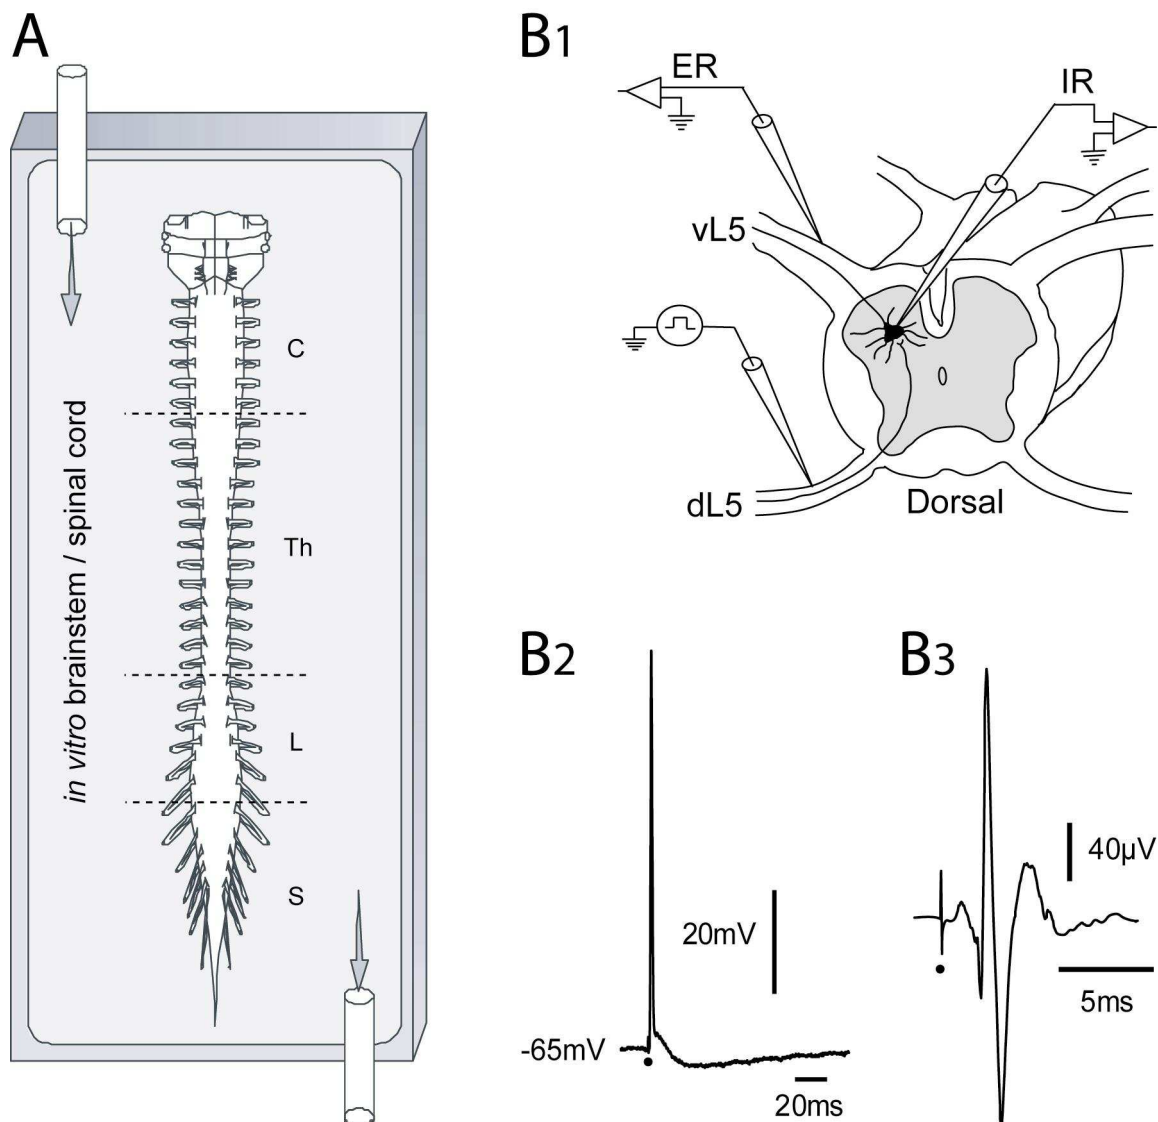 A
in vitro brainstem / spinal cord
C
Th
L
S
B1
ER
IR
vL5
dL5
Dorsal
B2
20mV
-65mV
20ms
B3
40µV
5ms